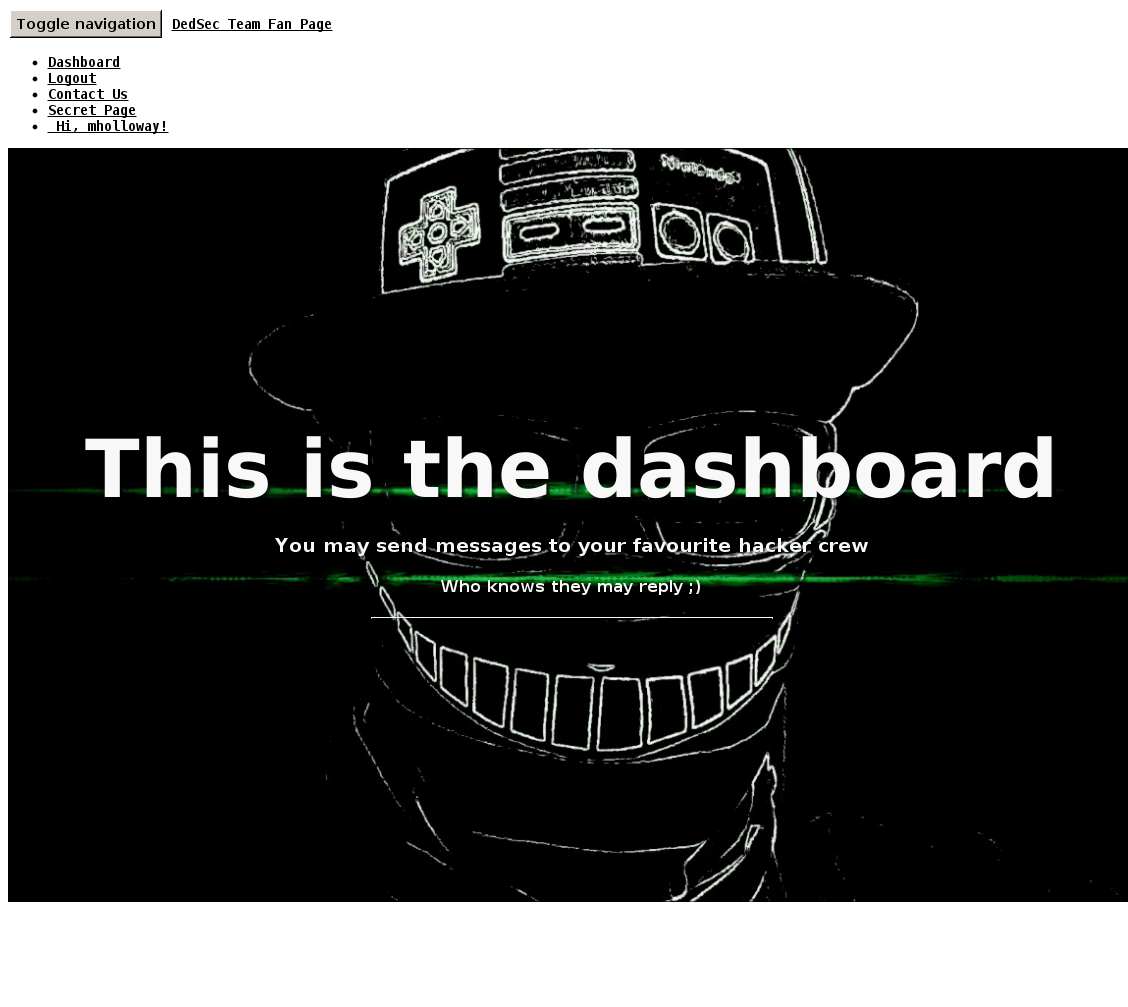 Toggle navigation DedSec Team Fan Page
Dashboard
Logout
Contact Us
Secret Page
Hi, mholloway!
Nintendo
This is the dashboard
You may send messages to your favourite hacker crew
Who knows they may reply ;)